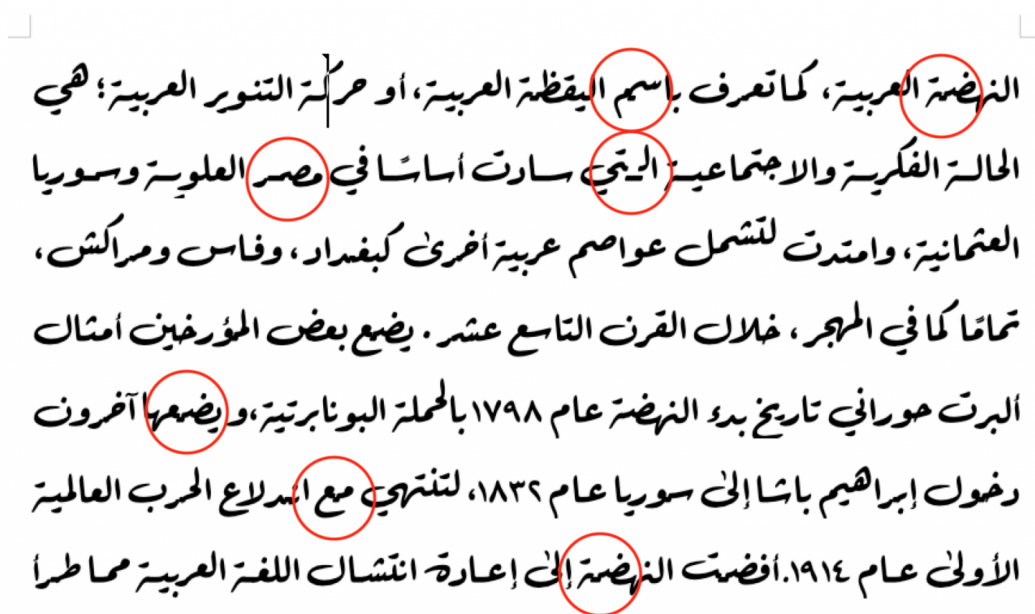 النهضة العربية، كما تعرف باسم اليقظة العربية، أو حركة التنوير العربية؛ هي
الحالة الفكرية والاجتماعية التي سادت أساسًا في مصر العلوية وسوريا
العثمانية، وامتدت لتشمل عواصم عربية أخرى كبغداد، وفاس ومراكش،
تمامًا كما في المهجر، خلال القرن التاسع عشر. يضع بعض المؤرخين أمثال
ألبرت حوراني تاريخ بدء النهضة عام ١٧٩٨ بالحملة البونابرتية،و يضعها آخرون
دخول إبراهيم باشا إلى سوريا عام ١٨٣٢، لتنتهي مع اندلاع الحرب العالمية
الأولى عام ١٩١٤.أفضت النهضة إلى إعادة انتشال اللغة العربية مما طرأ